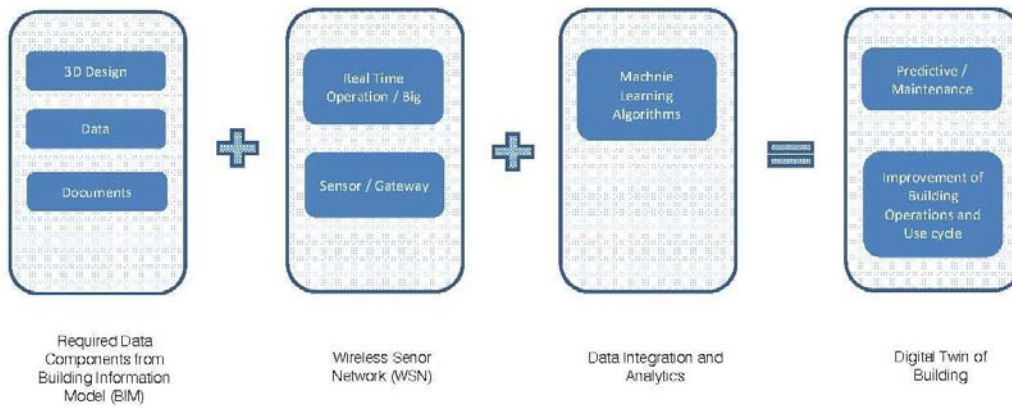 3D Design
Data
Documents
Real Time
Operation / Big
Sensor / Gateway
Machnie
Learning
Algorithms
Predictive /
Maintenance
Improvement of
Building
Operations and
Use cycle
Required Data
Components from
Building Information
Model (BIM)
Wireless Senor
Network (WSN)
Data Integration and
Analytics
Digital Twin of
Building